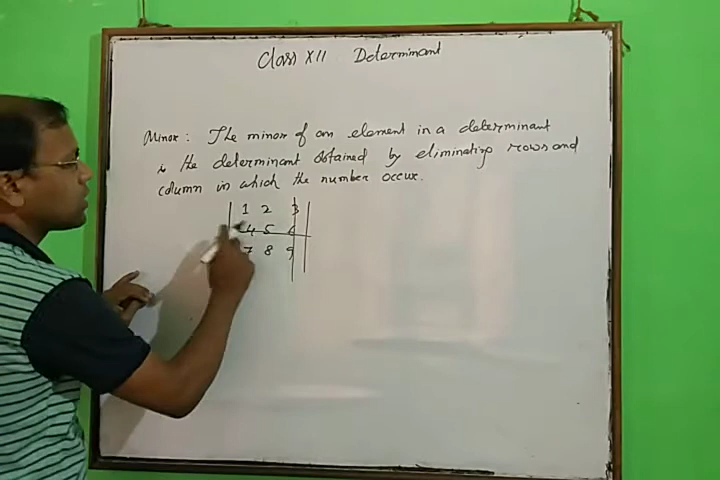 Class XII Determinant
Minor: The minor of an element in a determinant
is the determinant obtained by eliminating rows and
column in which the number occur.
1 2 3
4 5 6
7 8 9